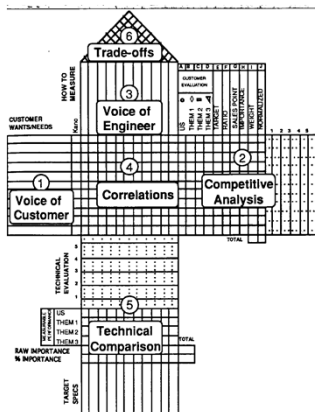 6
Trade-offs
HOW TO MEASURE
Kano
3
Voice of
Engineer
A B C D E F G H I J
CUSTOMER
EVALUATION
US
THEM 1
THEM 2
THEM 3
TARGET
RATIO
SALES POINT
IMPORTANCE
WEIGHT
NORMALIZED
CUSTOMER
WANTS/NEEDS
1 2 3 4 5
1
Voice of
Customer
4
Correlations
2
Competitive
Analysis
TOTAL
TECHNICAL
EVALUATION
5
4
3
2
1
5
Technical
Comparison
PERFORMANCE
US
THEM 1
THEM 2
THEM 3
TOTAL
RAW IMPORTANCE
% IMPORTANCE
TARGET
SPECS